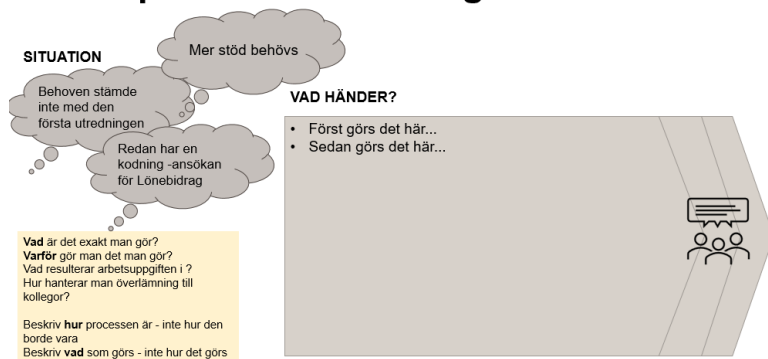 SITUATION
Mer stöd behövs
Behoven stämde
inte med den
första utredningen
Redan har en
kodning -ansökan
för Lönebidrag
VAD HÄNDER?
• Först görs det här...
• Sedan görs det här...
Vad är det exakt man gör?
Varför gör man det man gör?
Vad resulterar arbetsuppgiften i ?
Hur hanterar man överlämning till
kollegor?
Beskriv hur processen är - inte hur den
borde vara
Beskriv vad som görs - inte hur det görs